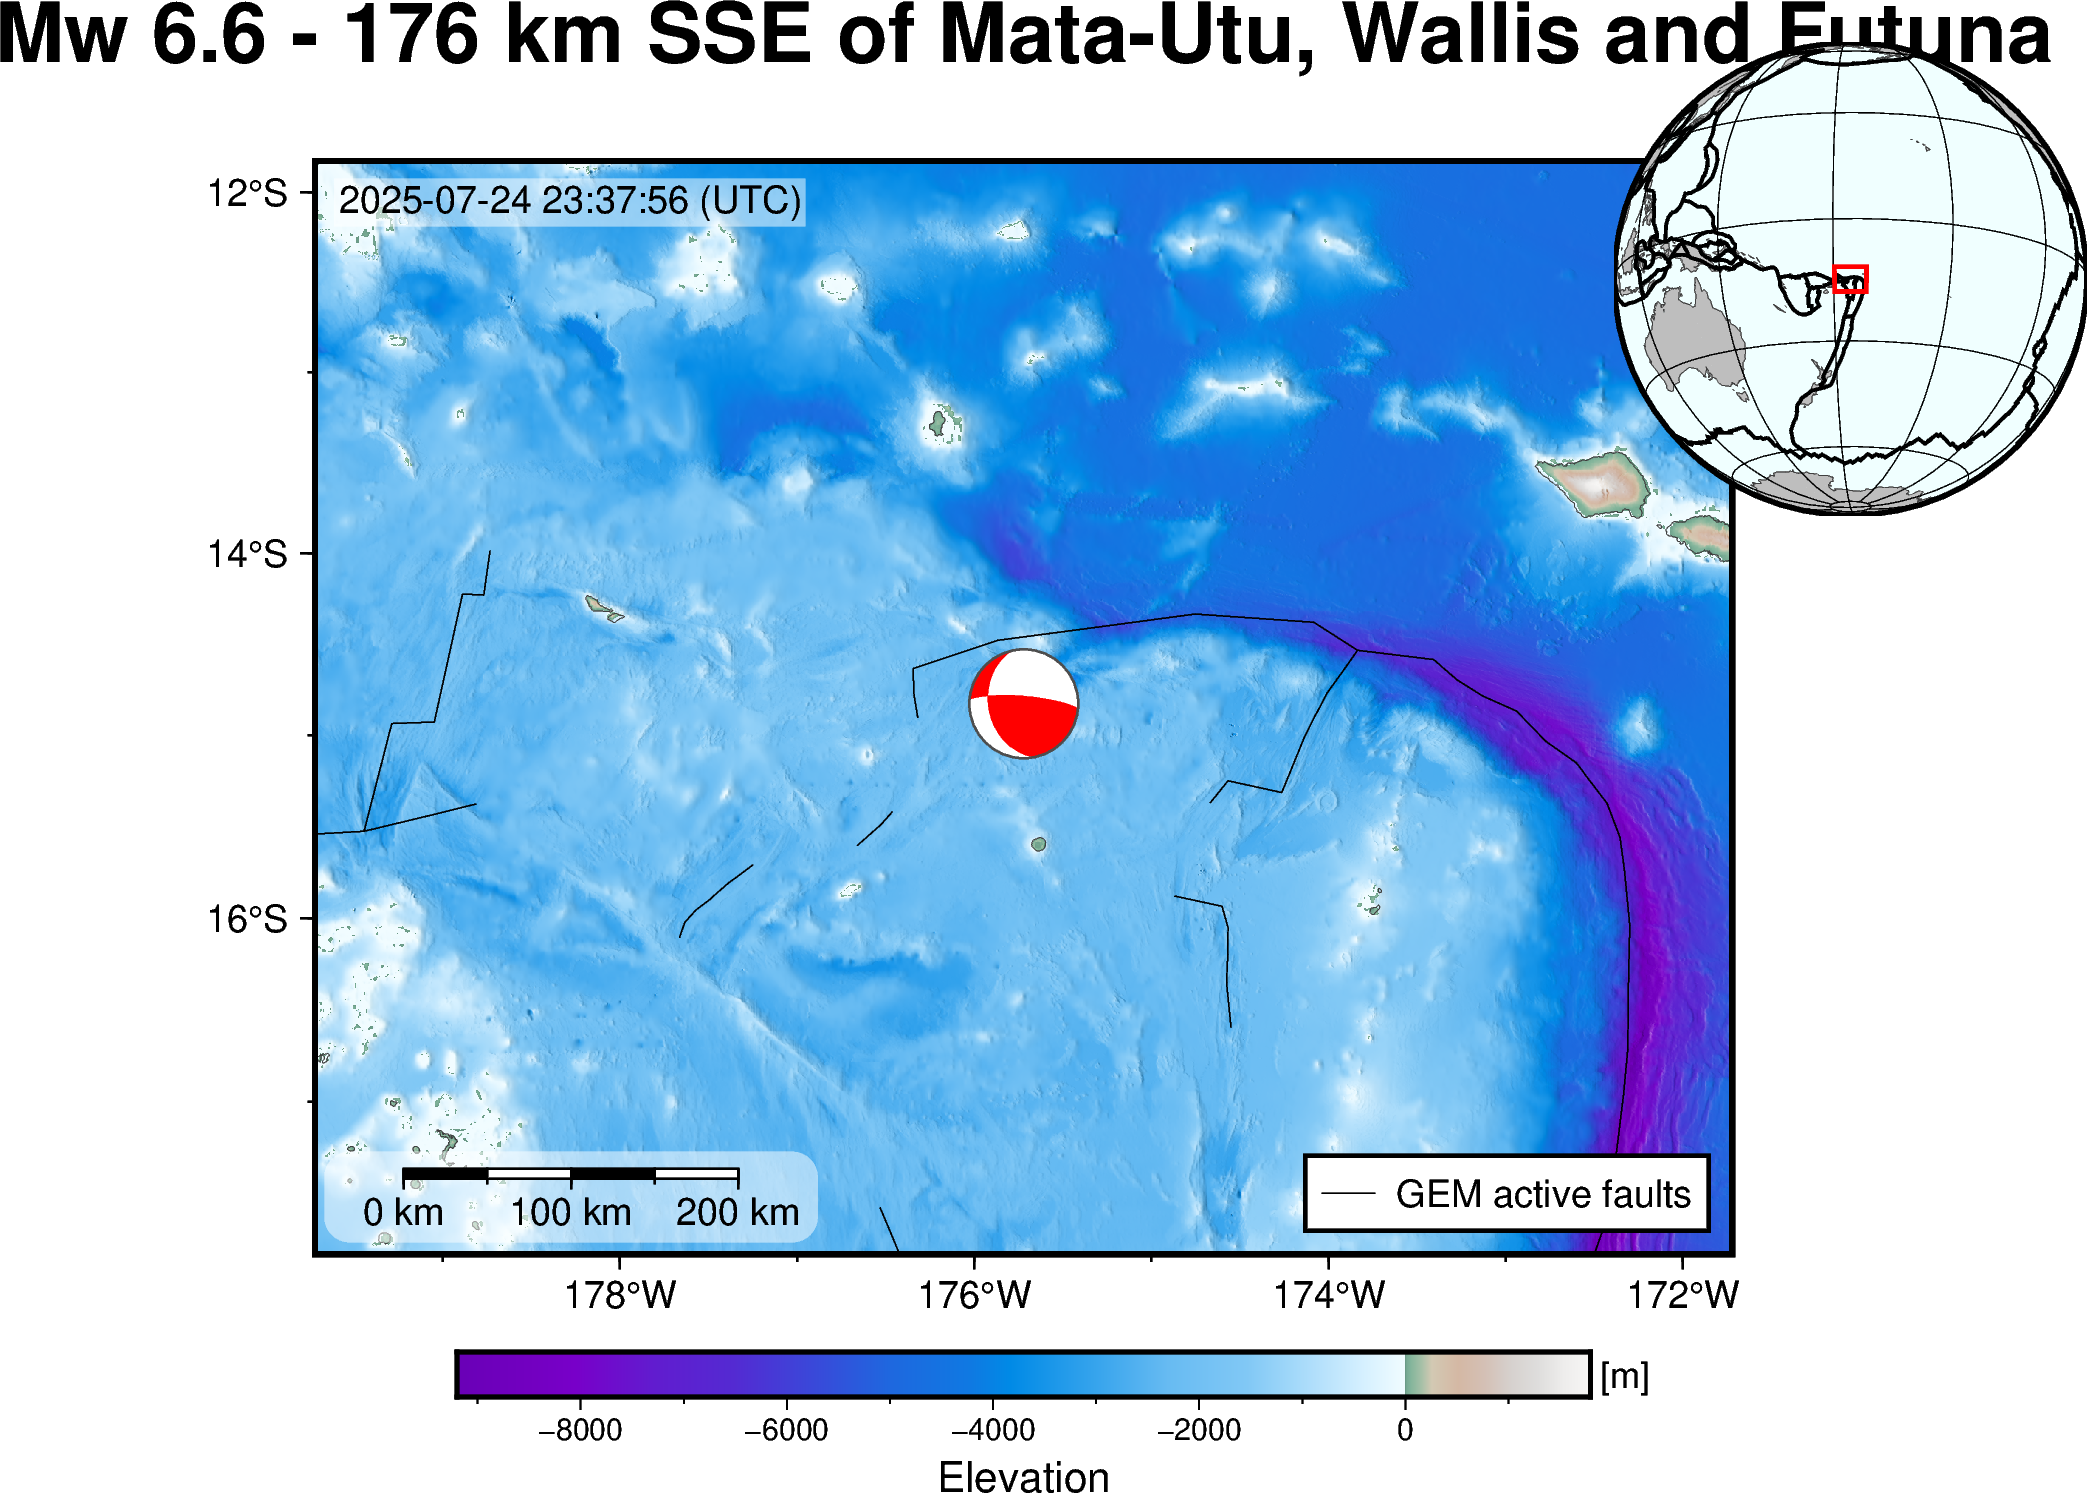 Mw 6.6 - 176 km SSE of Mata-Utu, Wallis and Futuna
2025-07-24 23:37:56 (UTC)
12°S
14°S
16°S
0 km 100 km 200 km
GEM active faults
178°W 176°W 174°W 172°W
[m]
−8000 −6000 −4000 −2000 0
Elevation